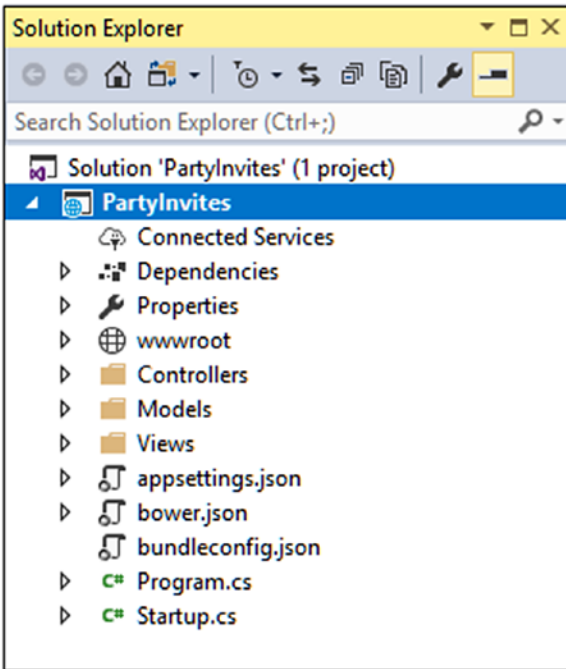 Solution Explorer
Search Solution Explorer (Ctrl+;)
Solution 'PartyInvites' (1 project)
PartyInvites
Connected Services
Dependencies
Properties
wwwroot
Controllers
Models
Views
appsettings.json
bower.json
bundleconfig.json
C# Program.cs
C# Startup.cs